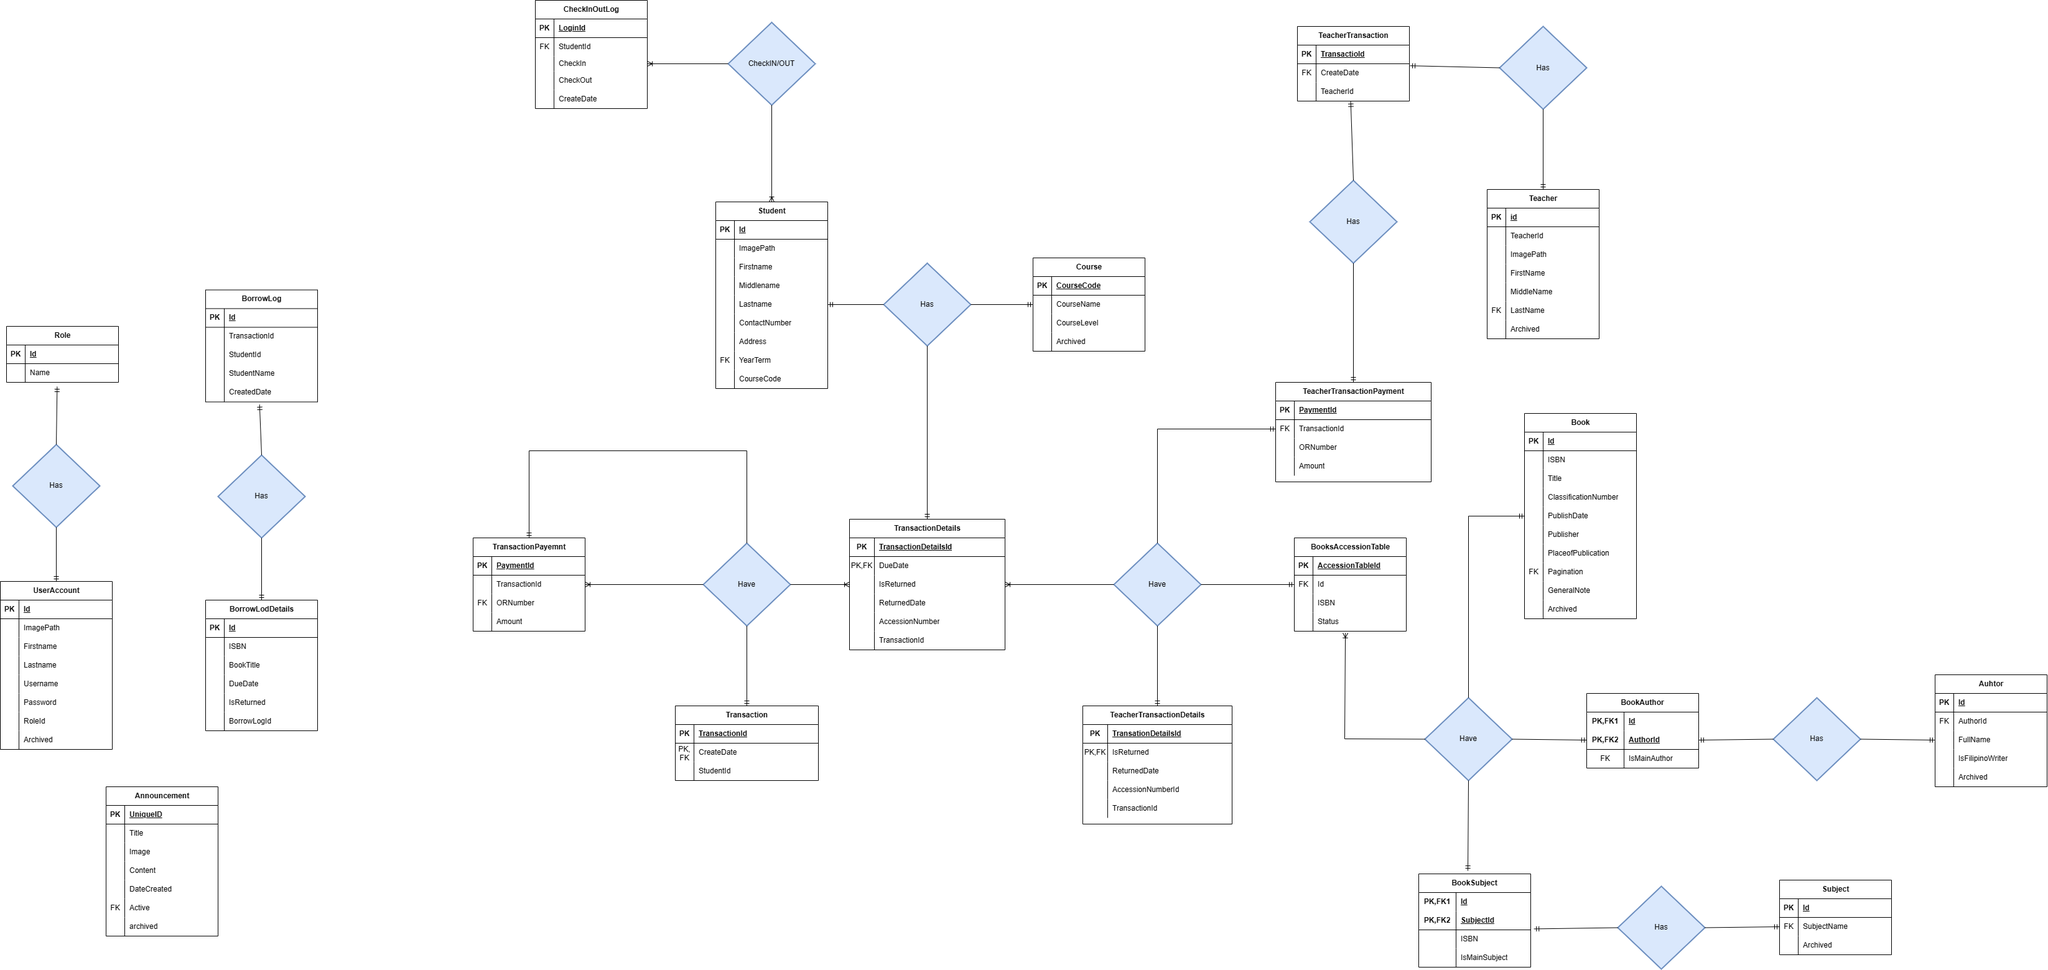 CheckInOutLog
PK LoginId
FK StudentId
CheckIn
CheckOut
CreateDate
CheckIN/OUT
TeacherTransaction
PK TransactioId
FK CreateDate
TeacherId
Has
Teacher
PK id
TeacherId
ImagePath
FirstName
MiddleName
FK LastName
Archived
Has
Student
PK Id
ImagePath
Firstname
Middlename
Lastname
ContactNumber
Address
FK YearTerm
CourseCode
Has
Course
PK CourseCode
CourseName
CourseLevel
Archived
BorrowLog
PK Id
TransactionId
StudentId
StudentName
CreatedDate
Role
PK Id
Name
Has
Has
TeacherTransactionPayment
PK PaymentId
FK TransactionId
ORNumber
Amount
Book
PK Id
ISBN
Title
ClassificationNumber
PublishDate
Publisher
PlaceofPublication
FK Pagination
GeneralNote
Archived
TransactionPayemnt
PK PaymentId
TransactionId
FK ORNumber
Amount
Have
TransactionDetails
PK TransactionDetailsId
PK,FK DueDate
IsReturned
ReturnedDate
AccessionNumber
TransactionId
Have
BooksAccessionTable
PK AccessionTableId
FK Id
ISBN
Status
UserAccount
PK Id
ImagePath
Firstname
Lastname
Username
Password
RoleId
Archived
BorrowLodDetails
PK Id
ISBN
BookTitle
DueDate
IsReturned
BorrowLogId
Transaction
PK TransactionId
PK,
FK CreateDate
StudentId
TeacherTransactionDetails
PK TransationDetailsId
PK,FK IsReturned
ReturnedDate
AccessionNumberId
TransactionId
Have
BookAuthor
PK,FK1 Id
PK,FK2 AuthorId
FK IsMainAuthor
Has
Auhtor
PK Id
FK AuthorId
FullName
IsFilipinoWriter
Archived
Announcement
PK UniqueID
Title
Image
Content
DateCreated
FK Active
archived
BookSubject
PK,FK1 Id
PK,FK2 SubjectId
ISBN
IsMainSubject
Has
Subject
PK Id
FK SubjectName
Archived